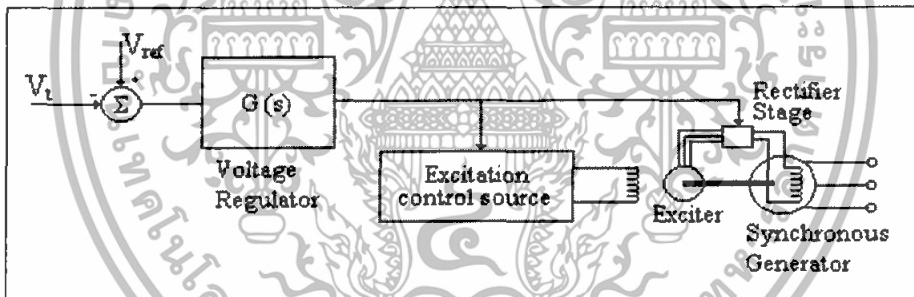 V_ref
V_t
+
-
Σ
G(s)
Voltage
Regulator
Excitation
control source
Rectifier
Stage
Exciter
Synchronous
Generator